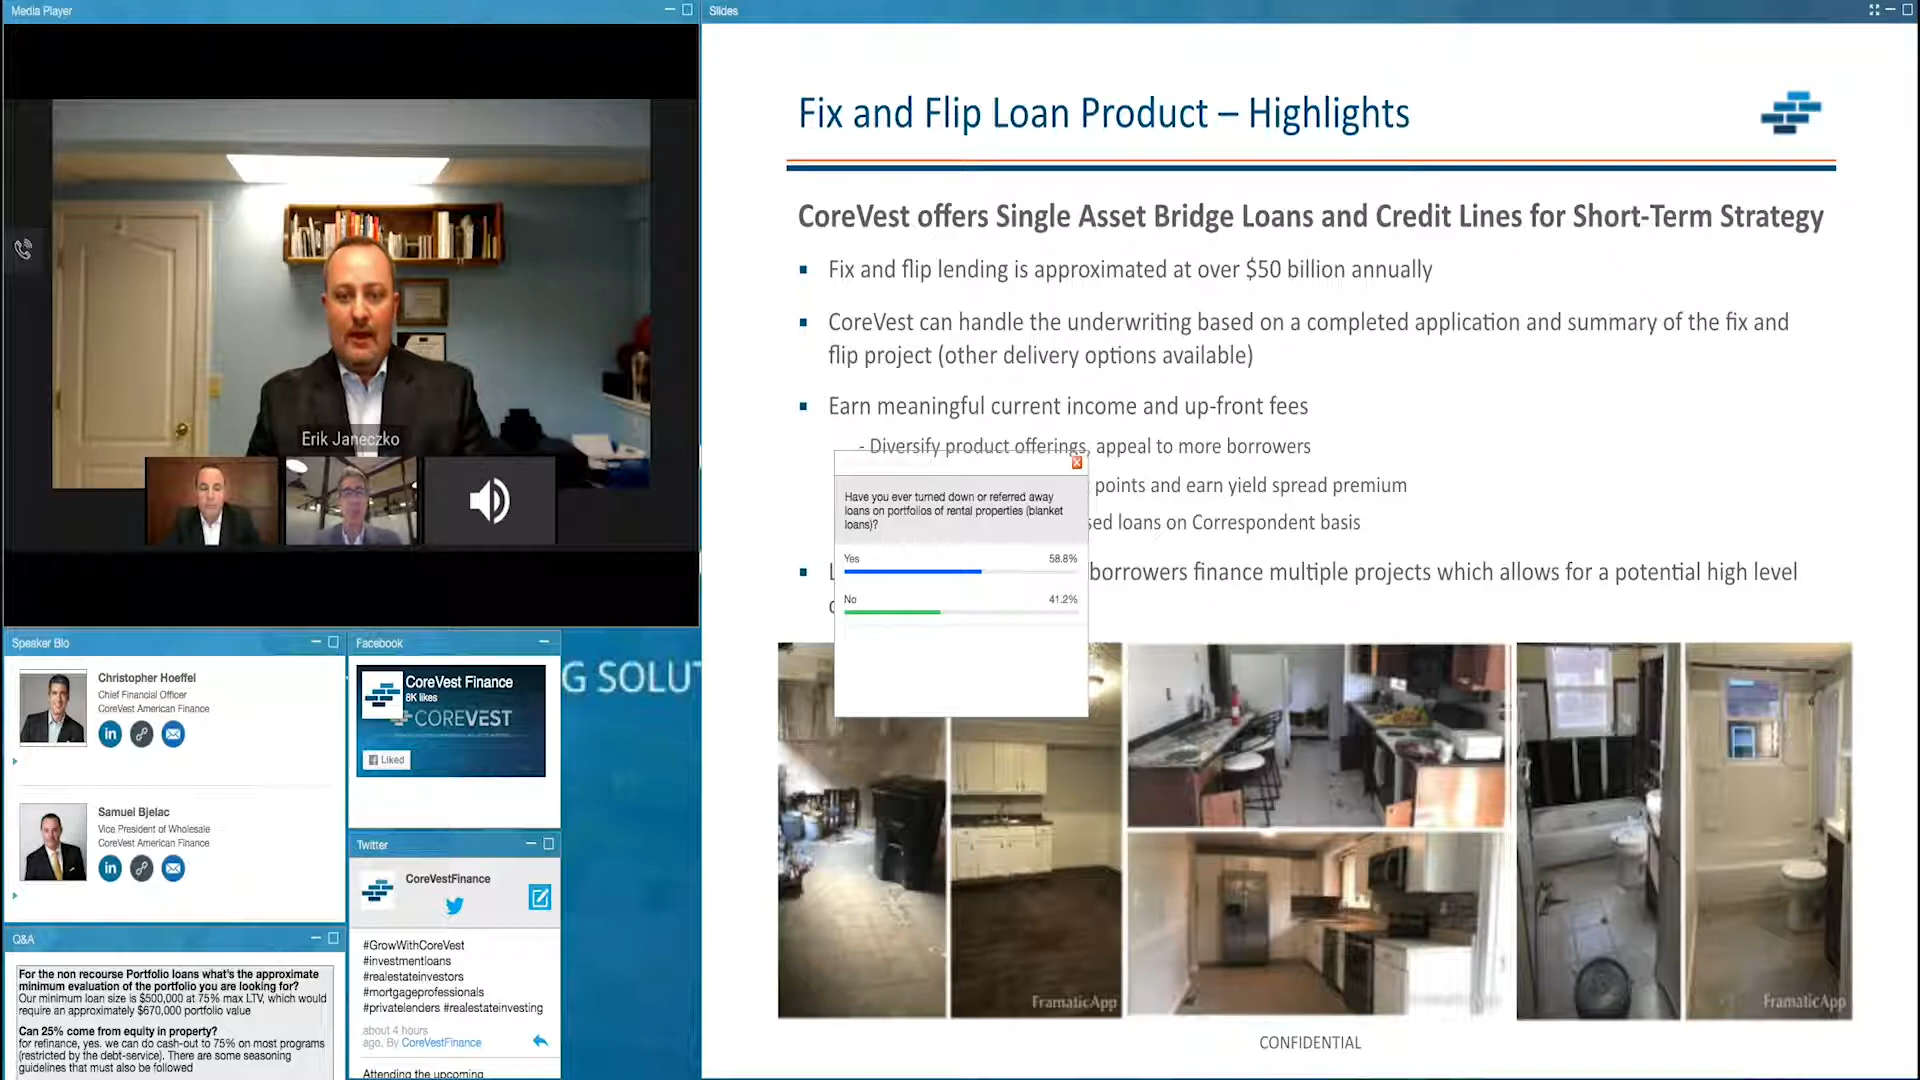 Media Player
Erik Janeczko
Slides
Fix and Flip Loan Product – Highlights
CoreVest offers Single Asset Bridge Loans and Credit Lines for Short-Term Strategy
Fix and flip lending is approximated at over $50 billion annually
CoreVest can handle the underwriting based on a completed application and summary of the fix and
flip project (other delivery options available)
Earn meaningful current income and up-front fees
- Diversify product offerings, appeal to more borrowers
points and earn yield spread premium
loans on Correspondent basis
borrowers finance multiple projects which allows for a potential high level
Have you ever turned down or referred away
loans on portfolios of rental properties (blanket
loans)?
Yes 58.8%
No 41.2%
FramaticApp
FramaticApp
CONFIDENTIAL
Speaker Bio
Christopher Hoeffel
Chief Financial Officer
CoreVest American Finance
in
Samuel Bjelac
Vice President of Wholesale
CoreVest American Finance
in
Facebook
CoreVest Finance
8K likes
COREVEST
Liked
G SOLUT
Twitter
CoreVestFinance
#GrowWithCoreVest
#investmentloans
#realestateinvestors
#mortgageprofessionals
#privatelenders #realestateinvesting
about 4 hours
ago, By CoreVestFinance
Attending the upcoming
Q&A
For the non recourse Portfolio loans what's the approximate
minimum evaluation of the portfolio you are looking for?
Our minimum loan size is $500,000 at 75% max LTV, which would
require an approximately $670,000 portfolio value
Can 25% come from equity in property?
for refinance, yes. we can do cash-out to 75% on most programs
(restricted by the debt-service). There are some seasoning
guidelines that must also be followed